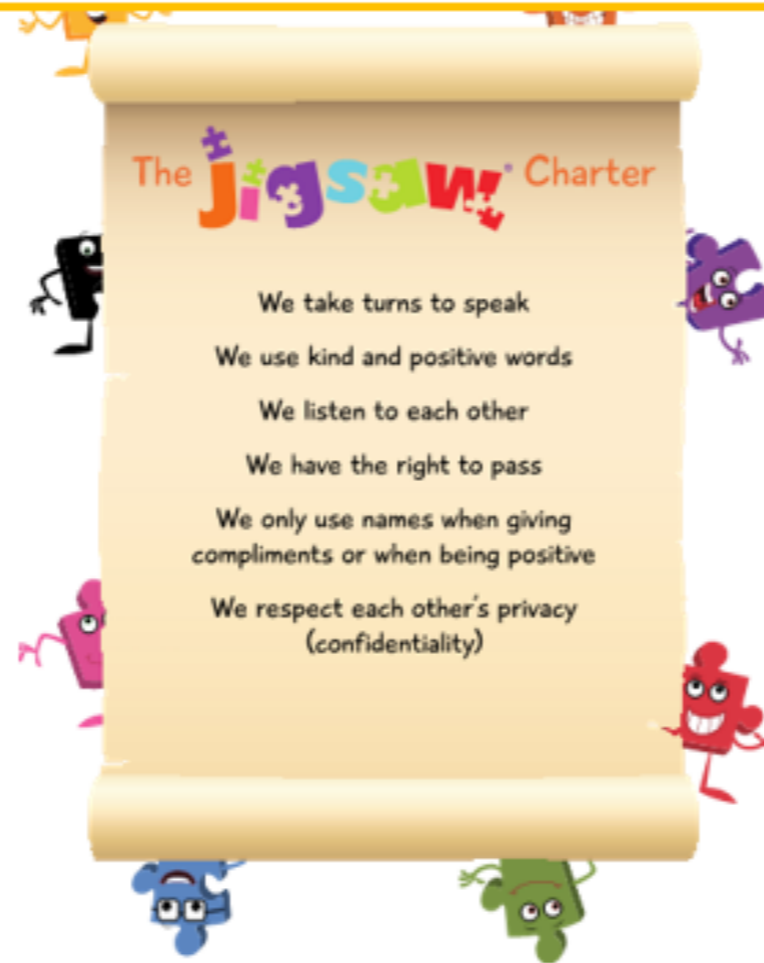 The Jigsaw® Charter
We take turns to speak
We use kind and positive words
We listen to each other
We have the right to pass
We only use names when giving
compliments or when being positive
We respect each other's privacy
(confidentiality)